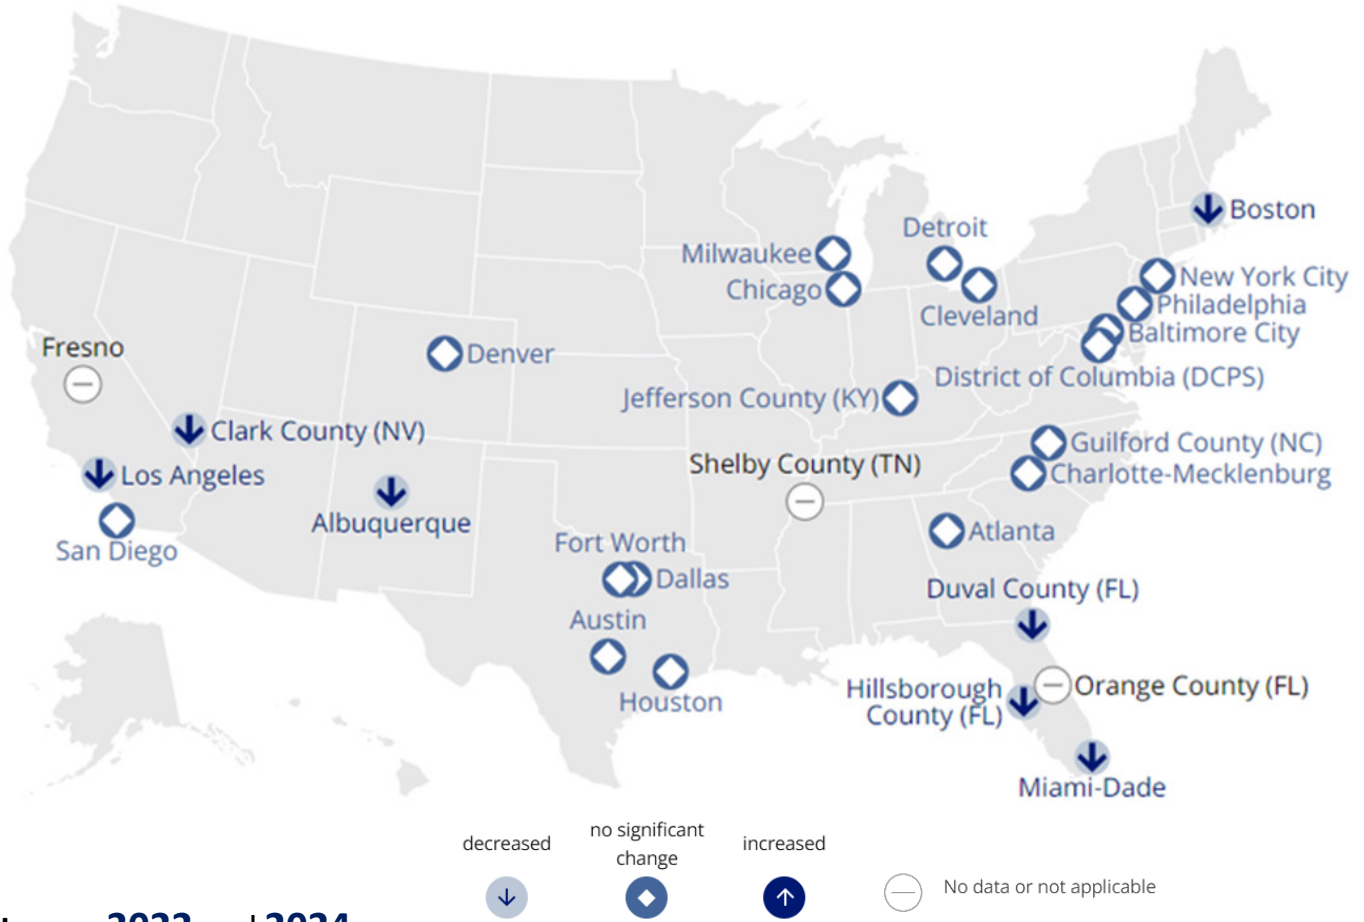 Boston
Detroit
Milwaukee
New York City
Chicago
Philadelphia
Cleveland
Baltimore City
Fresno
Denver
District of Columbia (DCPS)
Jefferson County (KY)
Clark County (NV)
Guilford County (NC)
Shelby County (TN)
Los Angeles
Charlotte-Mecklenburg
Albuquerque
Atlanta
San Diego
Fort Worth
Dallas
Duval County (FL)
Austin
Orange County (FL)
Hillsborough
County (FL)
Houston
Miami-Dade
decreased
no significant
change
increased
No data or not applicable
2022 2024